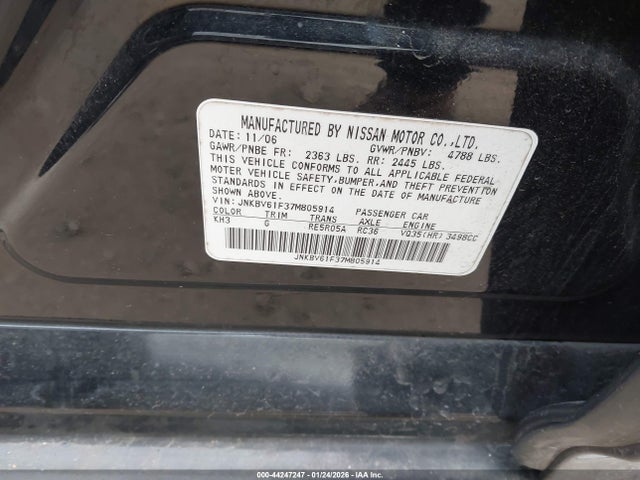 MANUFACTURED BY NISSAN MOTOR CO.,LTD.
DATE: 11/06 GVWR/PNBV: 4788 LBS.
GAWR/PNBE FR: 2363 LBS. RR: 2445 LBS.
THIS VEHICLE CONFORMS TO ALL APPLICABLE FEDERAL
MOTOR VEHICLE SAFETY,BUMPER,AND THEFT PREVENTION
STANDARDS IN EFFECT ON THE DATE OF MANUFACTURE
SHOWN ABOVE.
VIN: JNKBV61F37M805914 PASSENGER CAR
COLOR TRIM TRANS AXLE ENGINE
KH3 G RE5R05A RC36 VQ35(HR) 3498CC
JNKBV61F37M805914
000-44247247 - 01/24/2026 - IAA Inc. - Copart